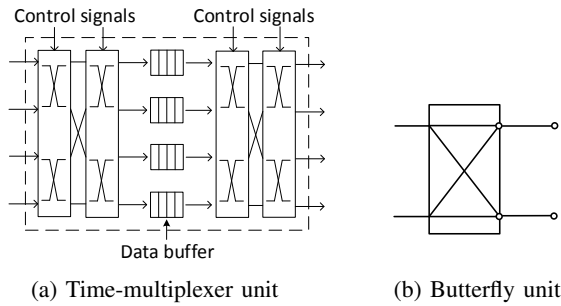 Control signals Control signals
Data buffer
(a) Time-multiplexer unit (b) Butterfly unit